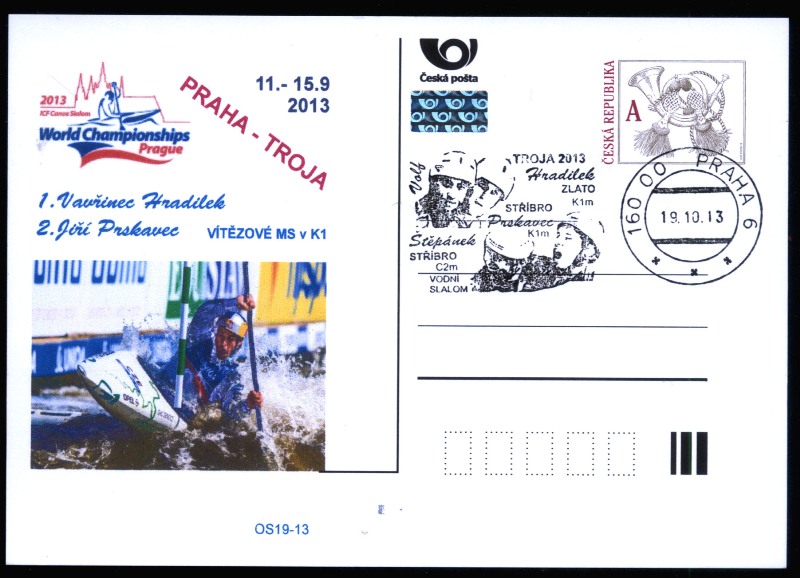 2013
ICF Canoe Slalom
World Championships
Prague
PRAHA - TROJA
11.- 15.9
2013
1. Vavřinec Hradilek
2. Jiří Prskavec
VÍTĚZOVÉ MS v K1
OPEL
OS19-13
Česká pošta
ČESKÁ REPUBLIKA
A
Volf
TROJA 2013
Hradilek
ZLATO
K1m
STŘÍBRO
Prskavec
K1m
Štěpánek
STŘÍBRO
C2m
VODNÍ
SLALOM
160 00 PRAHA 6
19.10.13